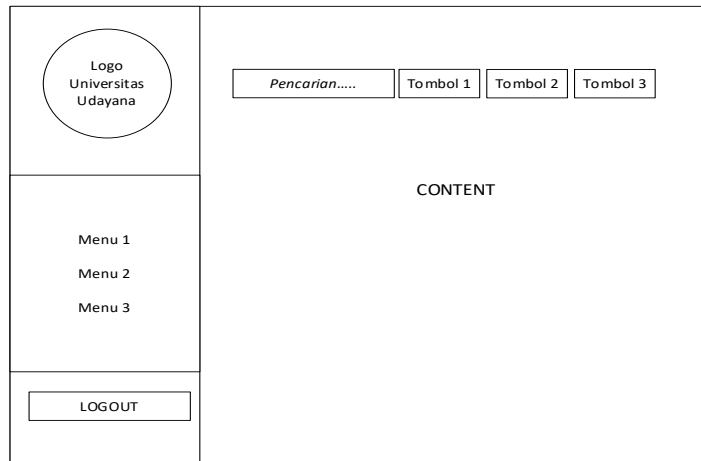 Logo
Universitas
Udayana
Pencarian.....
Tombol 1
Tombol 2
Tombol 3
CONTENT
Menu 1
Menu 2
Menu 3
LOGOUT